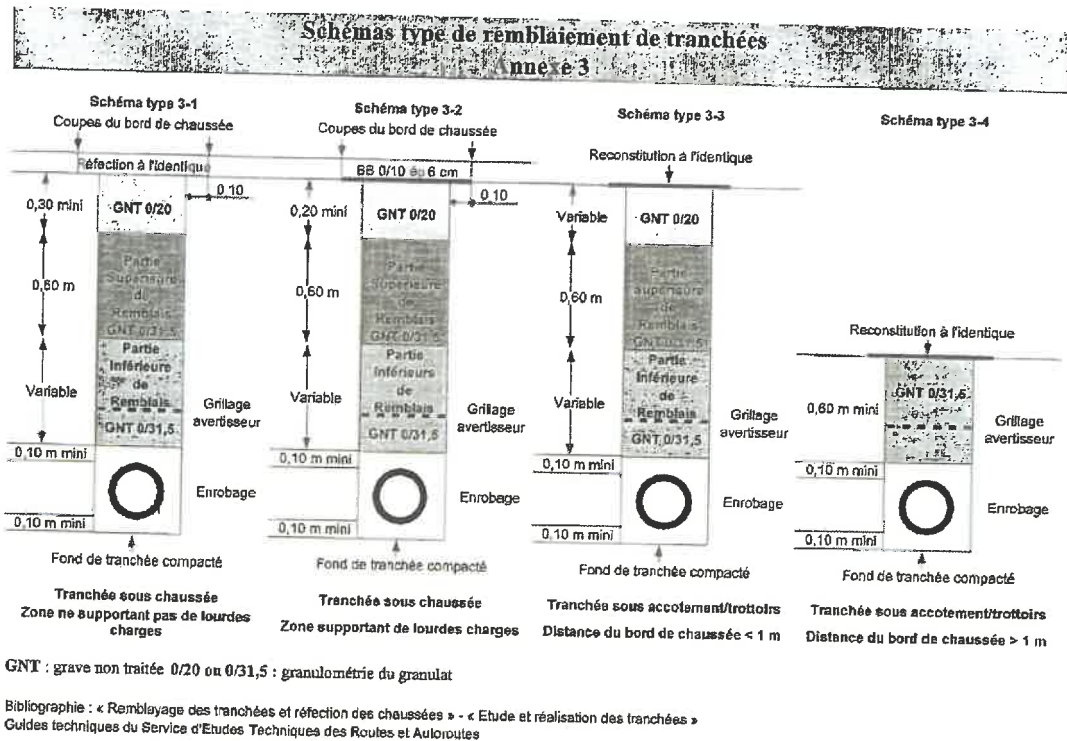 Schémas type de remblaiement de tranchées
Annexe 3
Schéma type 3-1
Coupes du bord de chaussée
Réfection à l'identique
0,10
0,30 mini
GNT 0/20
0,60 m
Partie
Supérieure
de
Remblais
GNT 0/31,5
Variable
Partie
Inférieure
de
Remblais
GNT 0/31,5
Grillage
avertisseur
0,10 m mini
Enrobage
0,10 m mini
Fond de tranchée compacté
Tranchée sous chaussée
Zone ne supportant pas de lourdes
charges
Schéma type 3-2
Coupes du bord de chaussée
BB 0/10 ép 6 cm
0,10
0,20 mini
GNT 0/20
0,60 m
Partie
Supérieure
de
Remblais
GNT 0/31,5
Variable
Partie
Inférieurs
de
Remblais
GNT 0/31,5
Grillage
avertisseur
0,10 m mini
Enrobage
0,10 m mini
Fond de tranchée compacté
Tranchée sous chaussée
Zone supportant de lourdes charges
Schéma type 3-3
Reconstitution à l'identique
Variable
GNT 0/20
0,60 m
Partie
supérieure
de
Remblais
GNT 0/31,5
Variable
Partie
Inférieure
de
Remblais
GNT 0/31,5
Grillage
avertisseur
0,10 m mini
Enrobage
0,10 m mini
Fond de tranchée compacté
Tranchée sous accotement/trottoirs
Distance du bord de chaussée < 1 m
Schéma type 3-4
Reconstitution à l'identique
0,60 m mini
GNT 0/31,5
Grillage
avertisseur
0,10 m mini
Enrobage
0,10 m mini
Fond de tranchée compacté
Tranchée sous accotement/trottoirs
Distance du bord de chaussée > 1 m
GNT : grave non traitée 0/20 ou 0/31,5 : granulométrie du granulat
Bibliographie : « Remblayage des tranchées et réfection des chaussées » - « Etude et réalisation des tranchées »
Guides techniques du Service d'Etudes Techniques des Routes et Autoroutes